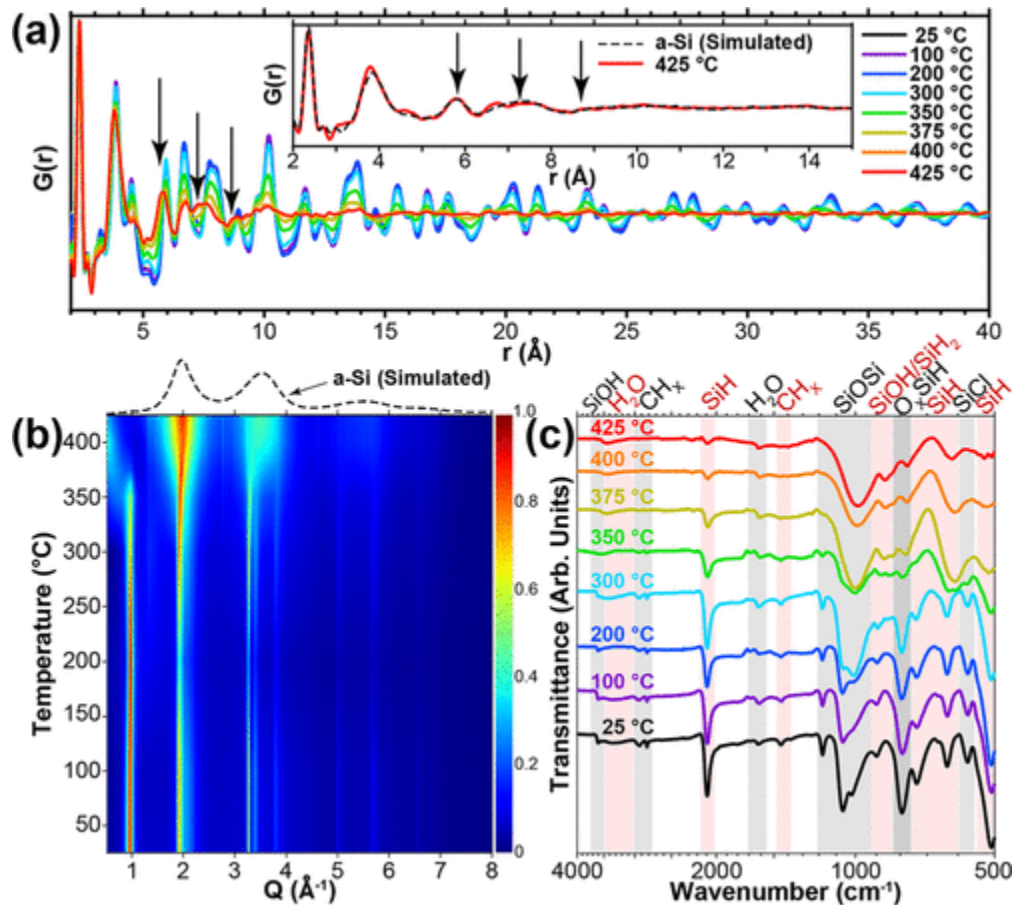 (a)
G(r)
r (Å)
5 10 15 20 25 30 35 40
G(r)
r (Å)
2 4 6 8 10 12 14
a-Si (Simulated)
425 °C
25 °C
100 °C
200 °C
300 °C
350 °C
375 °C
400 °C
425 °C
a-Si (Simulated)
(b)
Temperature (°C)
400
350
300
250
200
150
100
50
1 2 3 4 5 6 7 8
Q (Å⁻¹)
1.0
0.8
0.6
0.4
0.2
0
SiOH
H₂O
CHₓ
SiH
H₂O
CHₓ
SiOSi
SiOH/SiH₂
OₓSiH
SiH
SiCl
SiH
(c)
Transmittance (Arb. Units)
425 °C
400 °C
375 °C
350 °C
300 °C
200 °C
100 °C
25 °C
4000 2000 1000 500
Wavenumber (cm⁻¹)